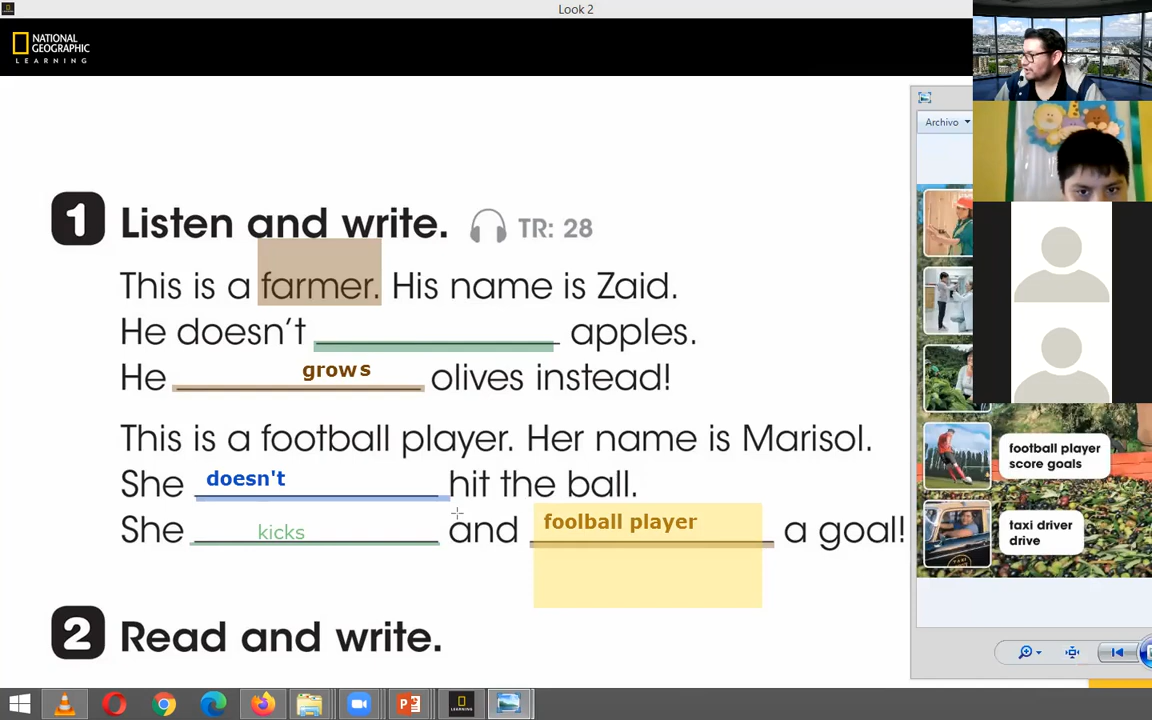 Look 2
NATIONAL
GEOGRAPHIC
LEARNING
Archivo
1 Listen and write. TR: 28
This is a farmer. His name is Zaid.
He doesn't apples.
He grows olives instead!
This is a football player. Her name is Marisol.
She doesn't hit the ball.
She kicks and foolball player a goal!
2 Read and write.
football player
score goals
taxi driver
drive
TAXI
P
LEARNING